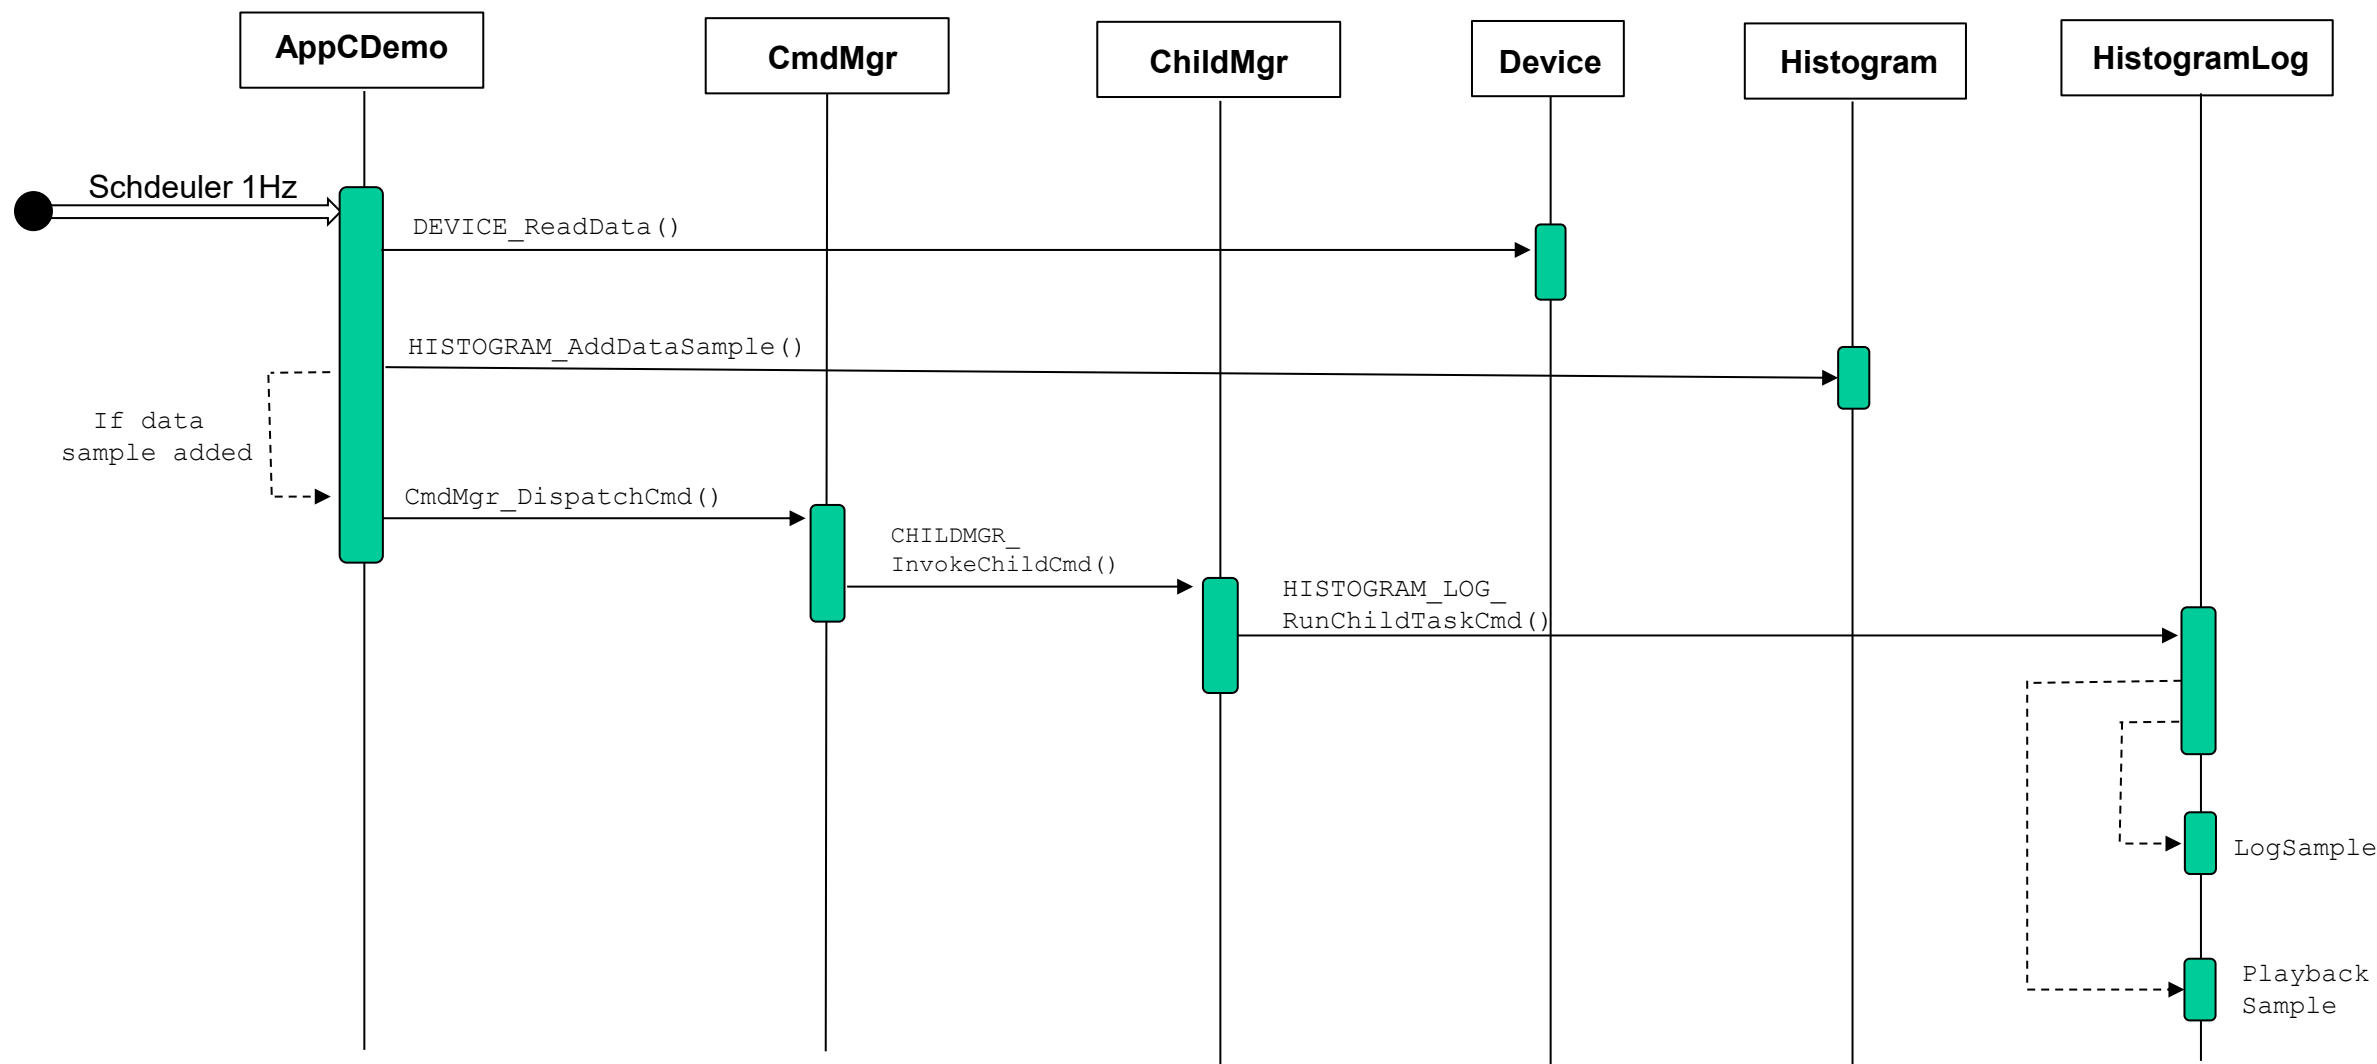 AppCDemo
CmdMgr
ChildMgr
Device
Histogram
HistogramLog
Schdeuler 1Hz
DEVICE_ReadData()
HISTOGRAM_AddDataSample()
If data
sample added
CmdMgr_DispatchCmd()
CHILDMGR_
InvokeChildCmd()
HISTOGRAM_LOG_
RunChildTaskCmd()
LogSample
Playback
Sample